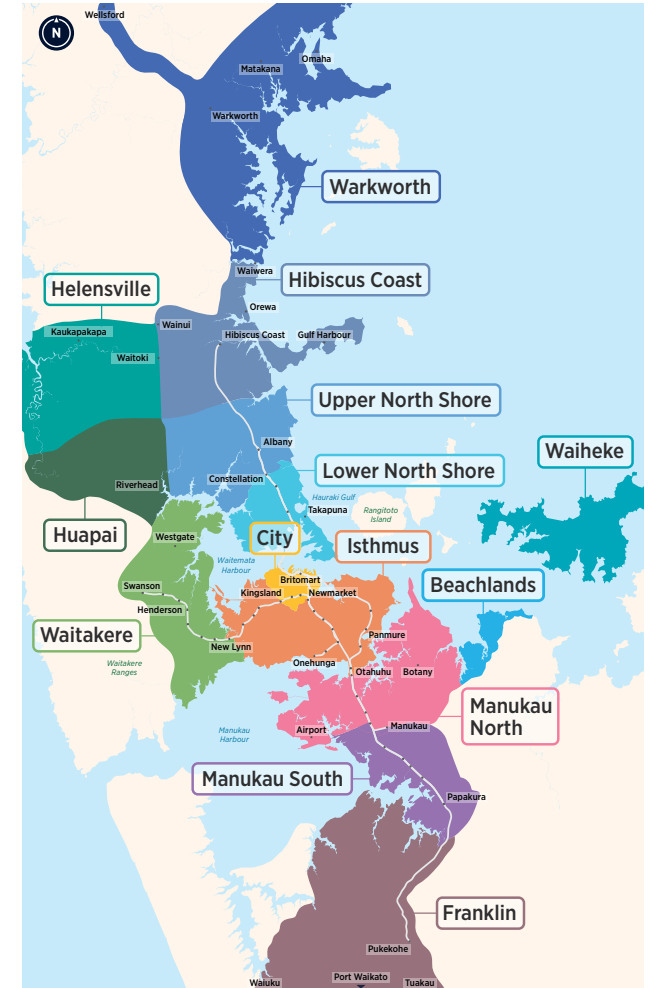 Wellsford
N
Omaha
Matakana
Warkworth
Warkworth
Waiwera
Hibiscus Coast
Helensville
Orewa
Kaukapakapa
Wainui
Hibiscus Coast
Gulf Harbour
Waitoki
Upper North Shore
Albany
Waiheke
Lower North Shore
Constellation
Riverhead
Hauraki Gulf
Takapuna
Rangitoto
Island
Huapai
Westgate
City
Isthmus
Waitemata
Harbour
Britomart
Beachlands
Swanson
Kingsland
Newmarket
Henderson
Waitakere
Panmure
New Lynn
Onehunga
Waitakere
Ranges
Otahuhu
Botany
Manukau
North
Airport
Manukau
Manukau
Harbour
Manukau South
Papakura
Franklin
Pukekohe
Port Waikato
Waiuku
Tuakau